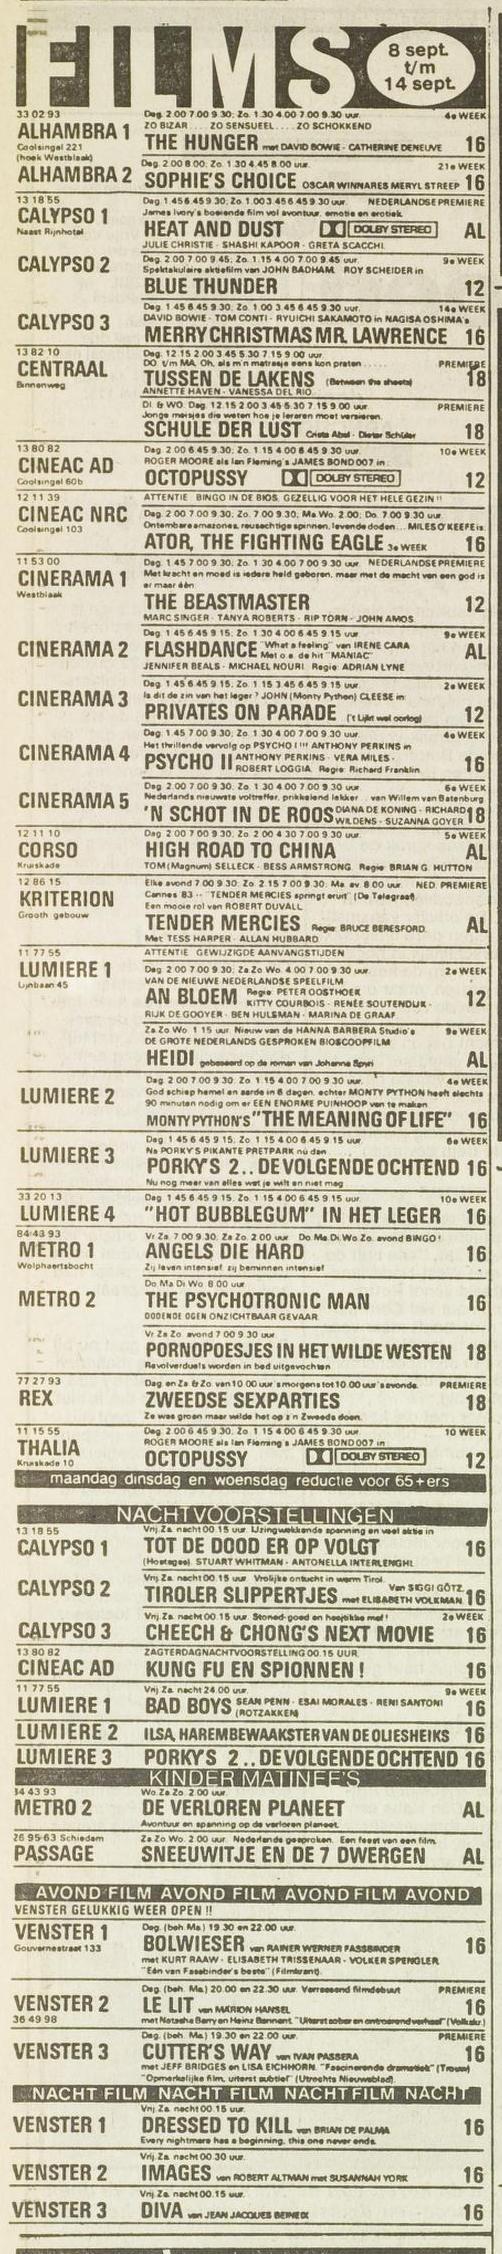 FILMS
8 sept.
t/m
14 sept.
33 02 93
Dag. 2.00 7.00 9.30; Zo. 1.30 4.00 7.00 9.30 uur.
4e WEEK
ALHAMBRA 1
ZO BIZAR .... ZO SENSUEEL .... ZO SCHOKKEND
Coolsingel 221
(hoek Westblaak)
THE HUNGER met DAVID BOWIE - CATHERINE DENEUVE 16
Dag. 2.00 8.00; Zo. 1.30 4.45 8.00 uur.
21e WEEK
ALHAMBRA 2
SOPHIE'S CHOICE OSCAR WINNARES MERYL STREEP 16
13 18 55
Dag. 1.45 6.45 9.30; Zo. 1.00 3.45 6.45 9.30 uur.
NEDERLANDSE PREMIERE
CALYPSO 1
James Ivory's boeiende film vol avontuur, emotie en erotiek.
Naast Rijnhotel
HEAT AND DUST DOLBY STEREO AL
JULIE CHRISTIE - SHASHI KAPOOR - GRETA SCACCHI.
CALYPSO 2
Dag. 2.00 7.00 9.45; Zo. 1.15 4.00 7.00 9.45 uur.
9e WEEK
Spektakulaire aktiefilm van JOHN BADHAM. ROY SCHEIDER in
BLUE THUNDER 12
Dag. 1.45 6.45 9.30; Zo. 1.00 3.45 6.45 9.30 uur.
14e WEEK
CALYPSO 3
DAVID BOWIE - TOM CONTI - RYUICHI SAKAMOTO in NAGISA OSHIMA's
MERRY CHRISTMAS MR. LAWRENCE 16
13 82 10
Dag. 12.15 2.00 3.45 5.30 7.15 9.00 uur.
CENTRAAL
DO. t/m MA. Oh, als m'n matrasje eens kon praten .....
PREMIERE
Binnenweg
TUSSEN DE LAKENS (Between the sheets) 18
ANNETTE HAVEN - VANESSA DEL RIO
DI. & WO. Dag. 12.15 2.00 3.45 5.30 7.15 9.00 uur.
PREMIERE
Jonge meisjes die weten hoe je leraren moet versieren.
SCHULE DER LUST Crista Abel - Dieter Schüler 18
13 80 82
Dag. 2.00 6.45 9.30; Zo. 1.15 4.00 6.45 9.30 uur.
10e WEEK
CINEAC AD
ROGER MOORE als Ian Fleming's JAMES BOND 007 in:
Coolsingel 60b
OCTOPUSSY DOLBY STEREO 12
12 11 39
ATTENTIE BINGO IN DE BIOS, GEZELLIG VOOR HET HELE GEZIN !!
CINEAC NRC
Dag. 2.00 7.00 9.30; Zo. 7.00 9.30; Ma. Wo. 2.00; Do. 7.00 9.30 uur.
Coolsingel 103
Ontembare amazones, reusachtige spinnen, levende doden ... MILES O'KEEFE is:
ATOR, THE FIGHTING EAGLE 3e WEEK 16
11 53 00
Dag. 1.45 7.00 9.30; Zo. 1.30 4.00 7.00 9.30 uur.
NEDERLANDSE PREMIERE
CINERAMA 1
Met kracht en moed is iedere held geboren, maar met de macht van een god is
Westblaak
er maar één:
THE BEASTMASTER 12
MARC SINGER - TANYA ROBERTS - RIP TORN - JOHN AMOS
Dag. 1.45 6.45 9.15; Zo. 1.30 4.00 6.45 9.15 uur.
9e WEEK
CINERAMA 2
FLASHDANCE "What a feeling" van IRENE CARA AL
Met o.a. de hit "MANIAC"
JENNIFER BEALS - MICHAEL NOURI. Regie: ADRIAN LYNE
Dag. 1.45 6.45 9.15; Zo. 1.15 3.45 6.45 9.15 uur.
2e WEEK
CINERAMA 3
Is dit de zin van het leger? JOHN (Monty Python) CLEESE in:
PRIVATES ON PARADE ('t Lijkt wel oorlog) 12
Dag. 1.45 7.00 9.30; Zo. 1.30 4.00 7.00 9.30 uur.
4e WEEK
CINERAMA 4
Het thrillende vervolg op PSYCHO I !!! ANTHONY PERKINS in
PSYCHO II ANTHONY PERKINS - VERA MILES - 16
ROBERT LOGGIA. Regie: Richard Franklin.
Dag. 2.00 7.00 9.30; Zo. 1.30 4.00 7.00 9.30 uur.
6e WEEK
CINERAMA 5
Nederlands nieuwste voltreffer, prikkelend lekker ... van Willem van Batenburg
'N SCHOT IN DE ROOS DIANA DE KONING - RICHARD 18
WILDENS - SUZANNA GOYER
12 11 10
Dag. 2.00 7.00 9.30; Zo. 2.00 4.30 7.00 9.30 uur.
5e WEEK
CORSO
HIGH ROAD TO CHINA AL
Kruiskade
TOM (Magnum) SELLECK - BESS ARMSTRONG. Regie: BRIAN G. HUTTON
12 86 15
Elke avond 7.00 9.30; Zo. 2.15 7.00 9.30; Ma. av. 8.00 uur.
NED. PREMIERE
KRITERION
Cannes 83 -- "TENDER MERCIES springt eruit" (De Telegraaf).
Grooth. gebouw
Een mooie rol van ROBERT DUVALL.
TENDER MERCIES Regie: BRUCE BERESFORD. AL
Met: TESS HARPER - ALLAN HUBBARD.
11 77 55
ATTENTIE GEWIJZIGDE AANVANGSTIJDEN
LUMIERE 1
Dag. 2.00 7.00 9.30; Za. Zo. Wo. 4.00 7.00 9.30 uur.
2e WEEK
Lijnbaan 45
VAN DE NIEUWE NEDERLANDSE SPEELFILM
AN BLOEM Regie: PETER OOSTHOEK 12
KITTY COURBOIS - RENÉE SOUTENDIJK -
RIJK DE GOOYER - BEN HULSMAN - MARINA DE GRAAF
Za. Zo. Wo. 1.15 uur. Nieuw van de HANNA BARBERA Studio's
9e WEEK
DE GROTE NEDERLANDS GESPROKEN BIOSCOOPFILM
HEIDI gebaseerd op de roman van Johanna Spyri AL
Dag. 2.00 7.00 9.30; Zo. 1.15 4.00 7.00 9.30 uur.
4e WEEK
LUMIERE 2
God schiep hemel en aarde in 6 dagen, echter MONTY PYTHON heeft slechts
90 minuten nodig om er EEN ENORME PUINHOOP van te maken
MONTY PYTHON'S "THE MEANING OF LIFE" 16
Dag. 1.45 6.45 9.15; Zo. 1.15 4.00 6.45 9.15 uur.
6e WEEK
LUMIERE 3
Na PORKY'S PIKANTE PRETPARK nu dan
PORKY'S 2.. DE VOLGENDE OCHTEND 16
Nu nog meer van alles wat je wilt en niet mag
33 20 13
Dag. 1.45 6.45 9.15; Zo. 1.15 4.00 6.45 9.15 uur.
10e WEEK
LUMIERE 4
"HOT BUBBLEGUM" IN HET LEGER 16
84 43 93
Vr. Za. 7.00 9.30; Za. Zo. 2.00 uur. Do. Ma. Di. Wo. Zo. avond BINGO!
METRO 1
ANGELS DIE HARD 16
Wolphaertsbocht
Zij leven intensief, zij beminnen intensief
Do. Ma. Di. Wo. 8.00 uur.
METRO 2
THE PSYCHOTRONIC MAN 16
DODENDE OGEN ONZICHTBAAR GEVAAR
Vr. Za. Zo. avond 7.00 9.30 uur
PORNOPOESJES IN HET WILDE WESTEN 18
Revolverduels worden in bed uitgevochten
77 27 93
Dag. en Za. & Zo. van 10.00 uur 's morgens tot 10.00 uur 's avonds.
PREMIERE
REX
ZWEEDSE SEXPARTIES 18
Ze was groen maar wilde het op z'n Zweeds doen.
11 15 55
Dag. 2.00 6.45 9.30; Zo. 1.15 4.00 6.45 9.30 uur.
10 WEEK
THALIA
ROGER MOORE als Ian Fleming's JAMES BOND 007 in
Kruiskade 10
OCTOPUSSY DOLBY STEREO 12
maandag dinsdag en woensdag reductie voor 65+ers
NACHTVOORSTELLINGEN
13 18 55
Vrij. Za. nacht 00.15 uur. IJzingwekkende spanning en veel aktie in
CALYPSO 1
TOT DE DOOD ER OP VOLGT 16
(Hostages). STUART WHITMAN - ANTONELLA INTERLENGHI.
Vrij. Za. nacht 00.15 uur. Vrolijke ontucht in warm Tirol.
CALYPSO 2
Van SIGGI GÖTZ
TIROLER SLIPPERTJES met ELISABETH VOLKMAN 16
Vrij. Za. nacht 00.15 uur. Stoned-goed en hasjtikke mef!
2e WEEK
CALYPSO 3
CHEECH & CHONG'S NEXT MOVIE 16
13 80 82
ZAGTERDAGNACHTVOORSTELLING 00.15 UUR.
CINEAC AD
KUNG FU EN SPIONNEN! 16
11 77 55
Vrij. Za. nacht 24.00 uur.
9e WEEK
LUMIERE 1
BAD BOYS SEAN PENN - ESAI MORALES - RENI SANTONI 16
(ROTZAKKEN)
LUMIERE 2
ILSA, HAREMBEWAAKSTER VAN DE OLIESHEIKS 16
LUMIERE 3
PORKY'S 2.. DE VOLGENDE OCHTEND 16
KINDER MATINEE'S
84 43 93
Wo. Za. Zo. 2.00 uur.
METRO 2
DE VERLOREN PLANEET AL
Avontuur en spanning op de verloren planeet.
26 95 63 Schiedam
Za. Zo. Wo. 2.00 uur. Nederlands gesproken. Een feest van een film.
PASSAGE
SNEEUWITJE EN DE 7 DWERGEN AL
AVOND FILM AVOND FILM AVOND FILM AVOND
VENSTER GELUKKIG WEER OPEN !!
VENSTER 1
Dag. (beh. Ma.) 19.30 en 22.00 uur.
Gouvernestraat 133
BOLWIESER van RAINER WERNER FASSBINDER 16
met KURT RAAW - ELISABETH TRISSENAAR - VOLKER SPENGLER.
"Eén van Fassbinder's beste" (Filmkrant).
Dag. (beh. Ma.) 20.00 en 22.30 uur. Verrassend filmdebuut
PREMIERE
VENSTER 2
LE LIT van MARION HANSEL 16
36 49 98
met Natasha Barry en Heinz Bennent. "Uiterst sober en ontroerend verhaal" (Volkskr.)
Dag. (beh. Ma.) 19.30 en 22.00 uur.
PREMIERE
VENSTER 3
CUTTER'S WAY van IVAN PASSERA 16
met JEFF BRIDGES en LISA EICHHORN. "Fascinerende dramatiek" (Trouw)
"Opmerkelijke film, uiterst subtiel" (Utrechts Nieuwsblad).
NACHT FILM NACHT FILM NACHT FILM NACHT
Vrij. Za. nacht 00.15 uur.
VENSTER 1
DRESSED TO KILL van BRIAN DE PALMA 16
Every nightmare has a beginning, this one never ends.
Vrij. Za. nacht 00.30 uur.
VENSTER 2
IMAGES van ROBERT ALTMAN met SUSANNAH YORK 16
Vrij. Za. nacht 00.15 uur.
VENSTER 3
DIVA van JEAN JACQUES BEINEIX 16